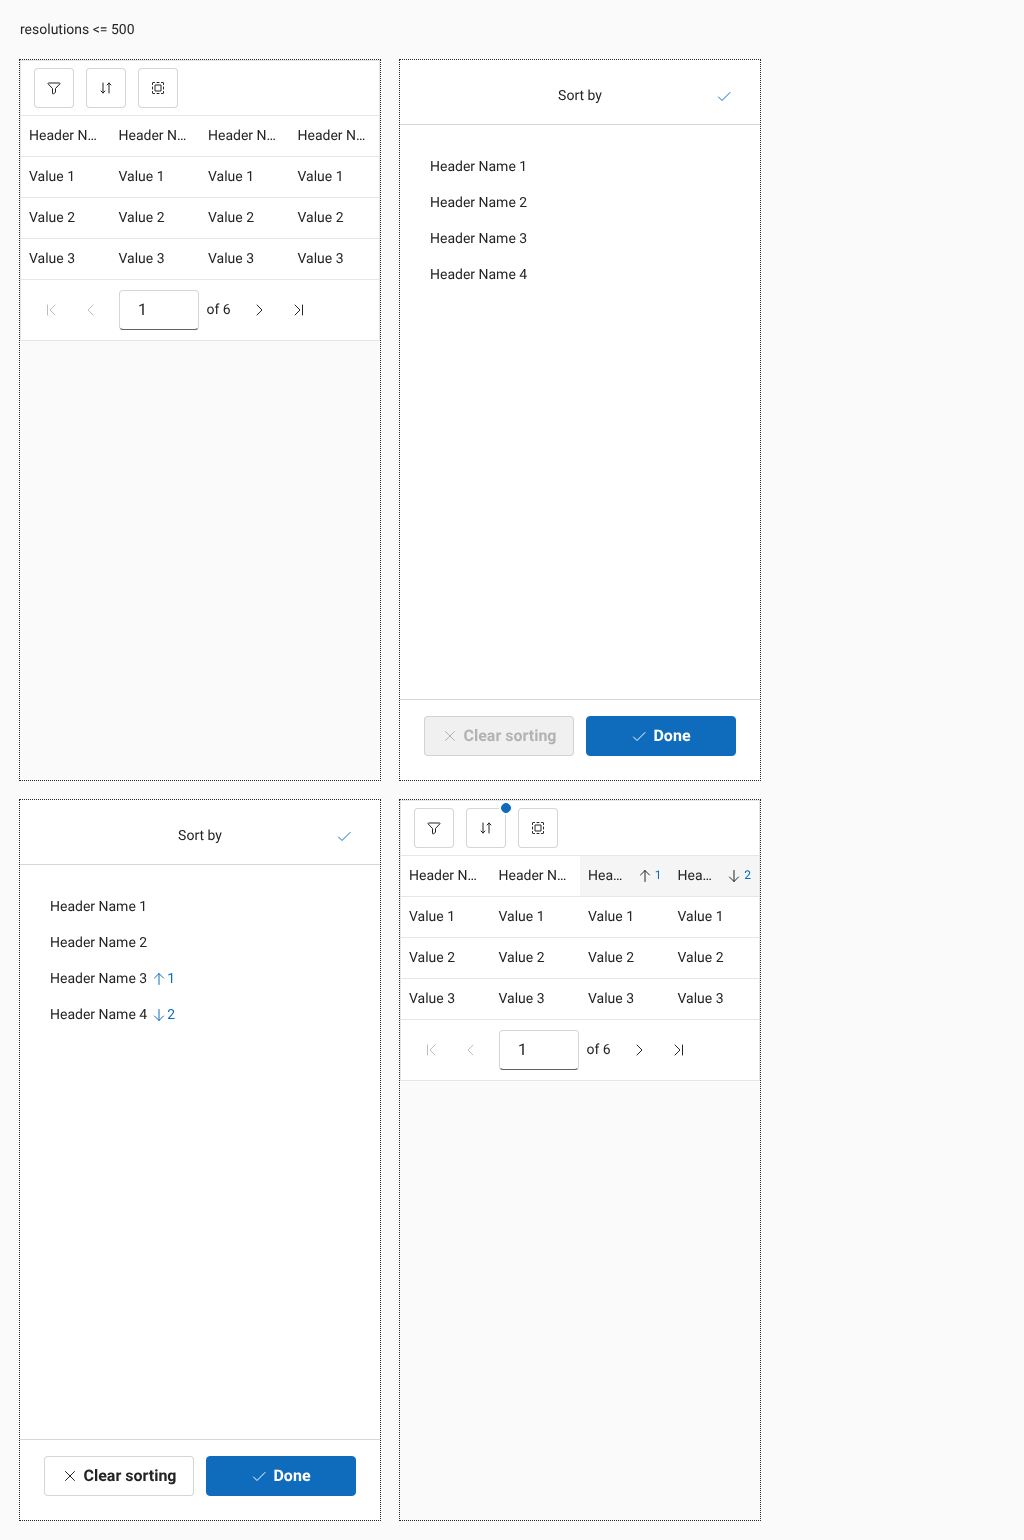 resolutions <= 500
Header N... Header N... Header N... Header N...
Value 1 Value 1 Value 1 Value 1
Value 2 Value 2 Value 2 Value 2
Value 3 Value 3 Value 3 Value 3
1 of 6
Sort by
Header Name 1
Header Name 2
Header Name 3
Header Name 4
Clear sorting Done
Sort by
Header Name 1
Header Name 2
Header Name 3 ↑ 1
Header Name 4 ↓ 2
Clear sorting Done
Header N... Header N... Hea... ↑ 1 Hea... ↓ 2
Value 1 Value 1 Value 1 Value 1
Value 2 Value 2 Value 2 Value 2
Value 3 Value 3 Value 3 Value 3
1 of 6